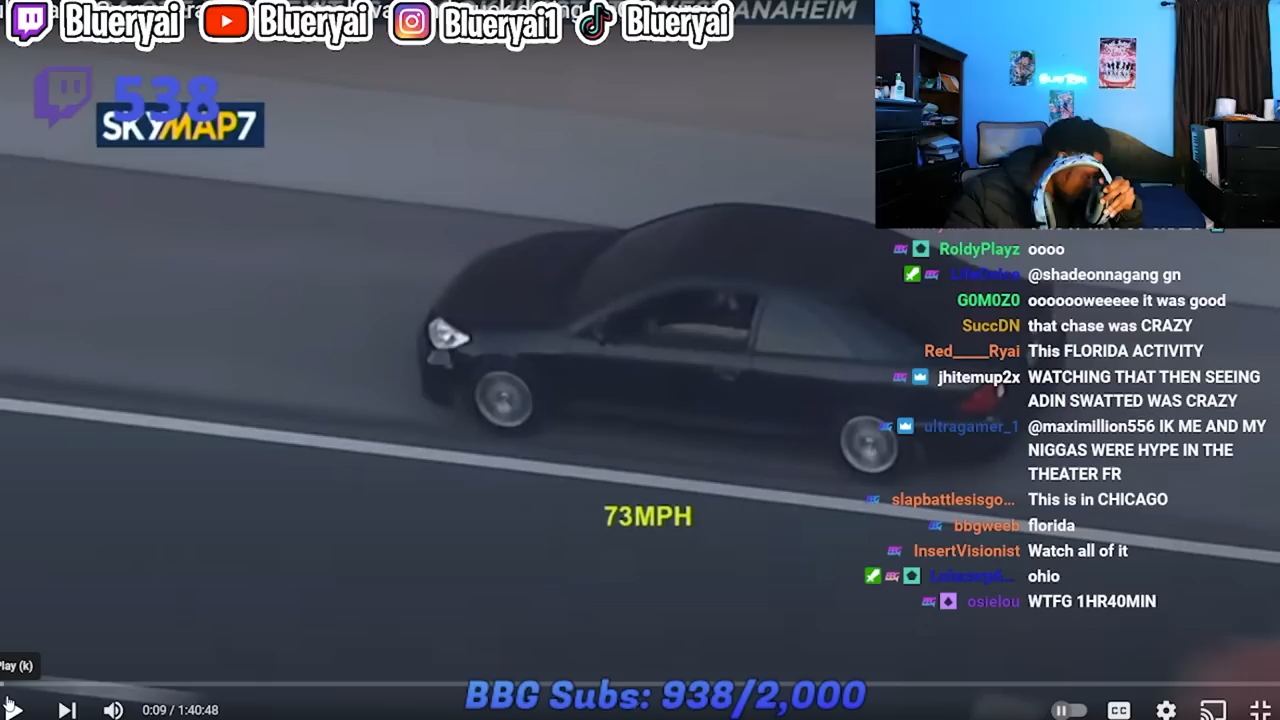 Blueryai Blueryai Blueryai1 Blueryai
ANAHEIM
538
SKYMAP7
RoldyPlayz oooo
@shadeonnagang gn
G0M0Z0 ooooooweeeee it was good
SuccDN that chase was CRAZY
Red____Ryai This FLORIDA ACTIVITY
jhitemup2x WATCHING THAT THEN SEEING
ADIN SWATTED WAS CRAZY
ultragamer_1 @maximillion556 IK ME AND MY
NIGGAS WERE HYPE IN THE
THEATER FR
slapbattlesisgo... This is in CHICAGO
bbgweeb florida
InsertVisionist Watch all of it
ohio
osielou WTFG 1HR40MIN
73MPH
Play (k)
BBG Subs: 938/2,000
0:09 / 1:40:48
CC